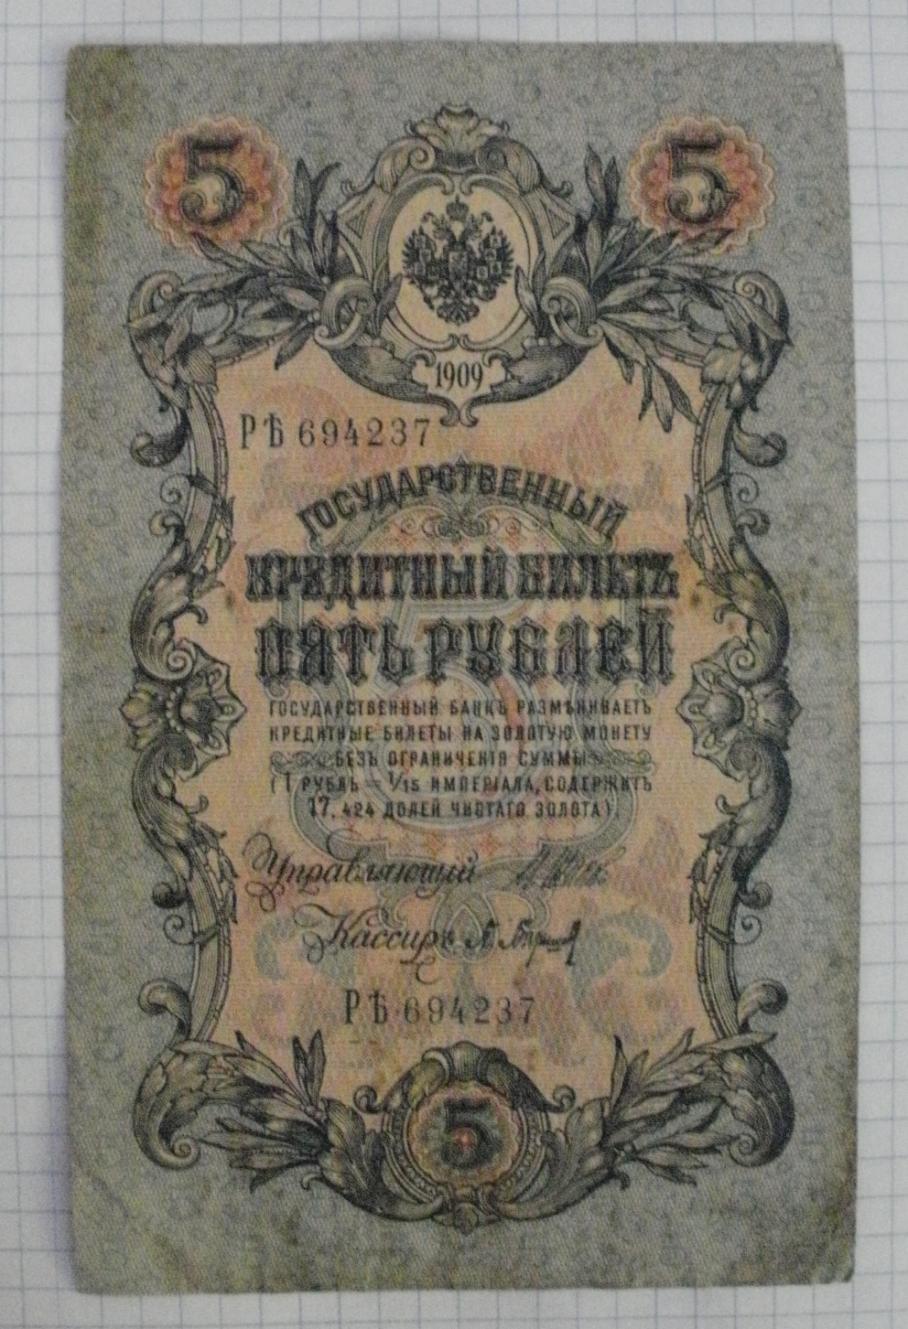 5 5
1909
РѢ 694237
ГОСУДАРСТВЕННЫЙ
КРЕДИТНЫЙ БИЛЕТЪ
ПЯТЬ РУБЛЕЙ
ГОСУДАРСТВЕННЫЙ БАНКЪ РАЗМѢНИВАЕТЪ
КРЕДИТНЫЕ БИЛЕТЫ НА ЗОЛОТУЮ МОНЕТУ
БЕЗЪ ОГРАНИЧЕНІЯ СУММЫ
(1 РУБЛЬ = 1/15 ИМПЕРІАЛА, СОДЕРЖИТЪ
17,424 ДОЛЕЙ ЧИСТАГО ЗОЛОТА).
Управляющій
Кассиръ
РѢ 694237
5